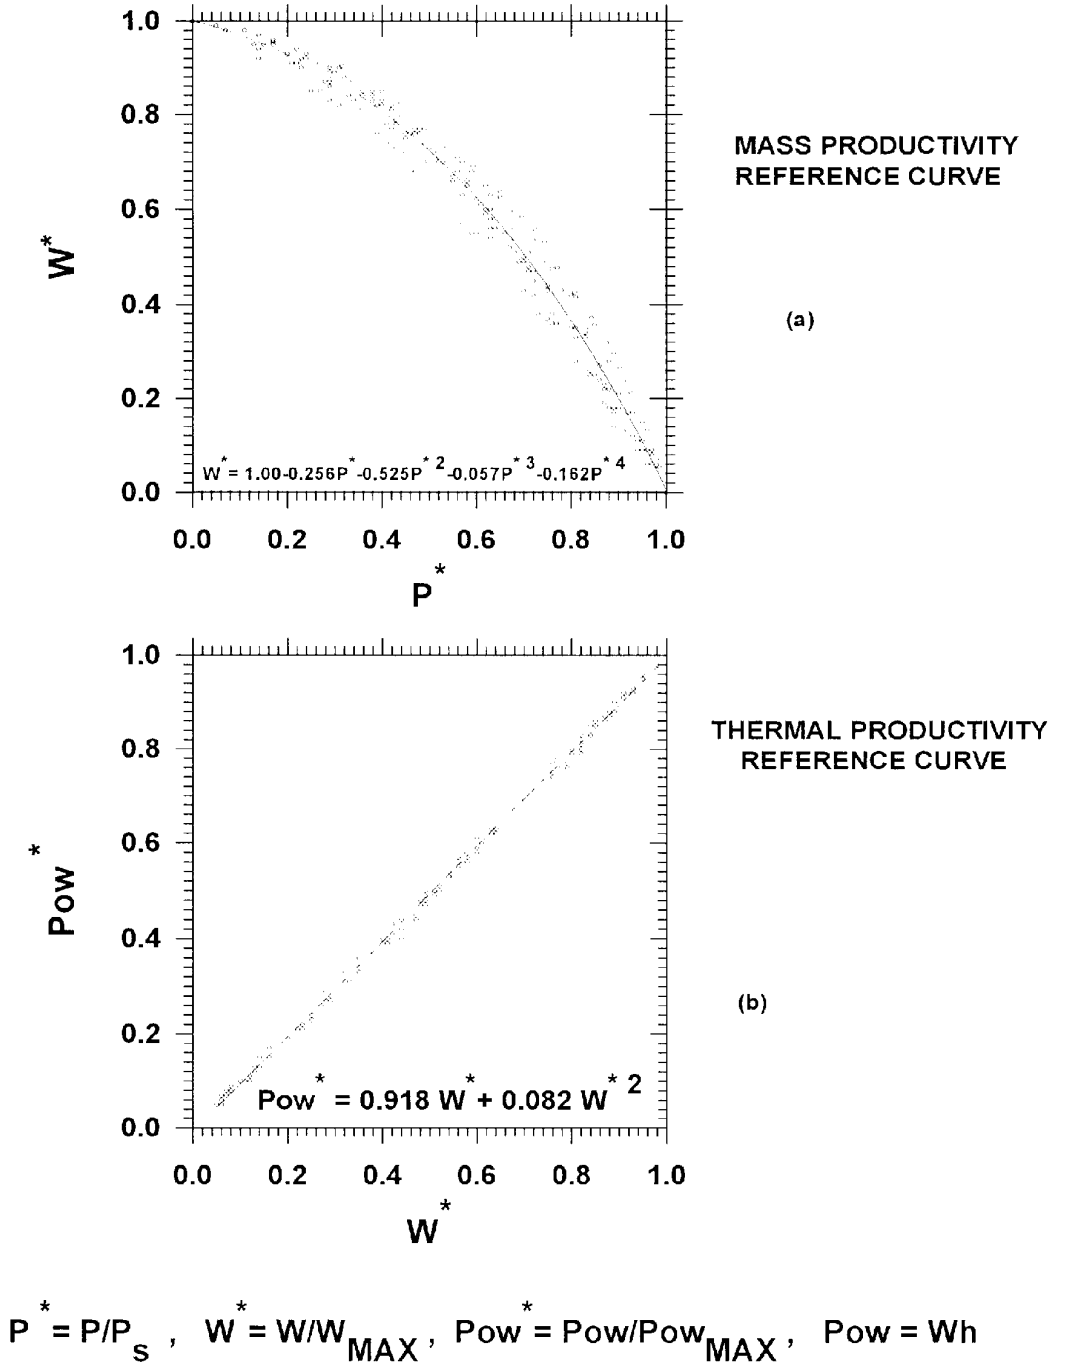 1.0
0.8
0.6
0.4
0.2
0.0
W*
W* = 1.00-0.256P*-0.525P*2-0.057P*3-0.162P*4
0.0 0.2 0.4 0.6 0.8 1.0
P*
MASS PRODUCTIVITY
REFERENCE CURVE
(a)
1.0
0.8
0.6
0.4
0.2
0.0
Pow*
Pow* = 0.918 W* + 0.082 W*2
0.0 0.2 0.4 0.6 0.8 1.0
W*
THERMAL PRODUCTIVITY
REFERENCE CURVE
(b)
P* = P/Ps , W* = W/WMAX , Pow* = Pow/PowMAX , Pow = Wh